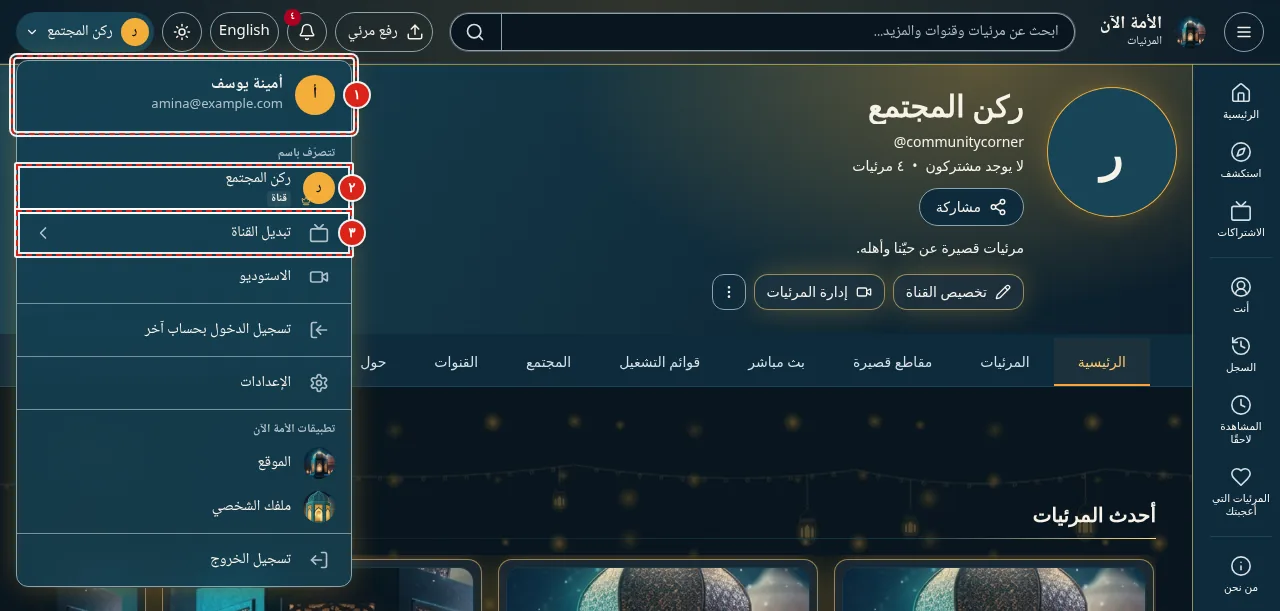 الأمة الآن
المرئيات
ابحث عن مرئيات وقنوات والمزيد...
رفع مرئي
٤
English
ر
ركن المجتمع
الرئيسية
استكشف
الاشتراكات
أنت
السجل
المشاهدة
لاحقًا
المرئيات التي
أعجبتك
من نحن
ر
ركن المجتمع
@communitycorner
لا يوجد مشتركون • ٤ مرئيات
مشاركة
مرئيات قصيرة عن حيّنا وأهله.
تخصيص القناة
إدارة المرئيات
الرئيسية
المرئيات
مقاطع قصيرة
بث مباشر
قوائم التشغيل
المجتمع
القنوات
حول
أحدث المرئيات
١
أ
أمينة يوسف
amina@example.com
تتصرّف باسم
٢
ر
ركن المجتمع
قناة
٣
تبديل القناة
الاستوديو
تسجيل الدخول بحساب آخر
الإعدادات
تطبيقات الأمة الآن
الموقع
ملفك الشخصي
تسجيل الخروج